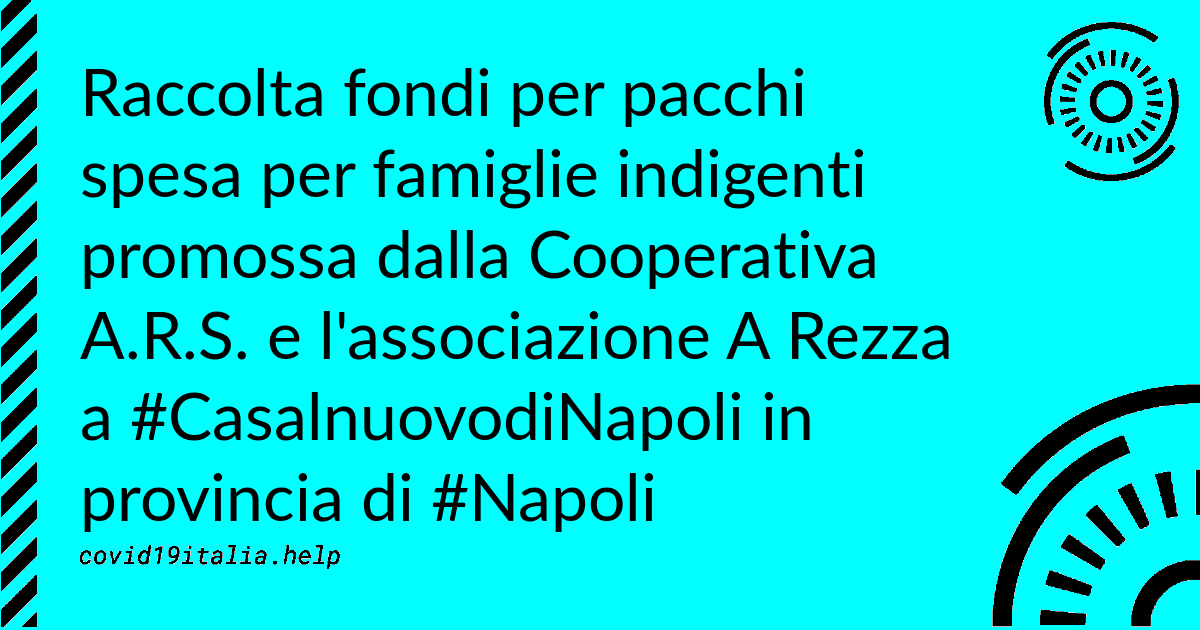 Raccolta fondi per pacchi
spesa per famiglie indigenti
promossa dalla Cooperativa
A.R.S. e l'associazione A Rezza
a #CasalnuovodiNapoli in
provincia di #Napoli
covid19italia.help